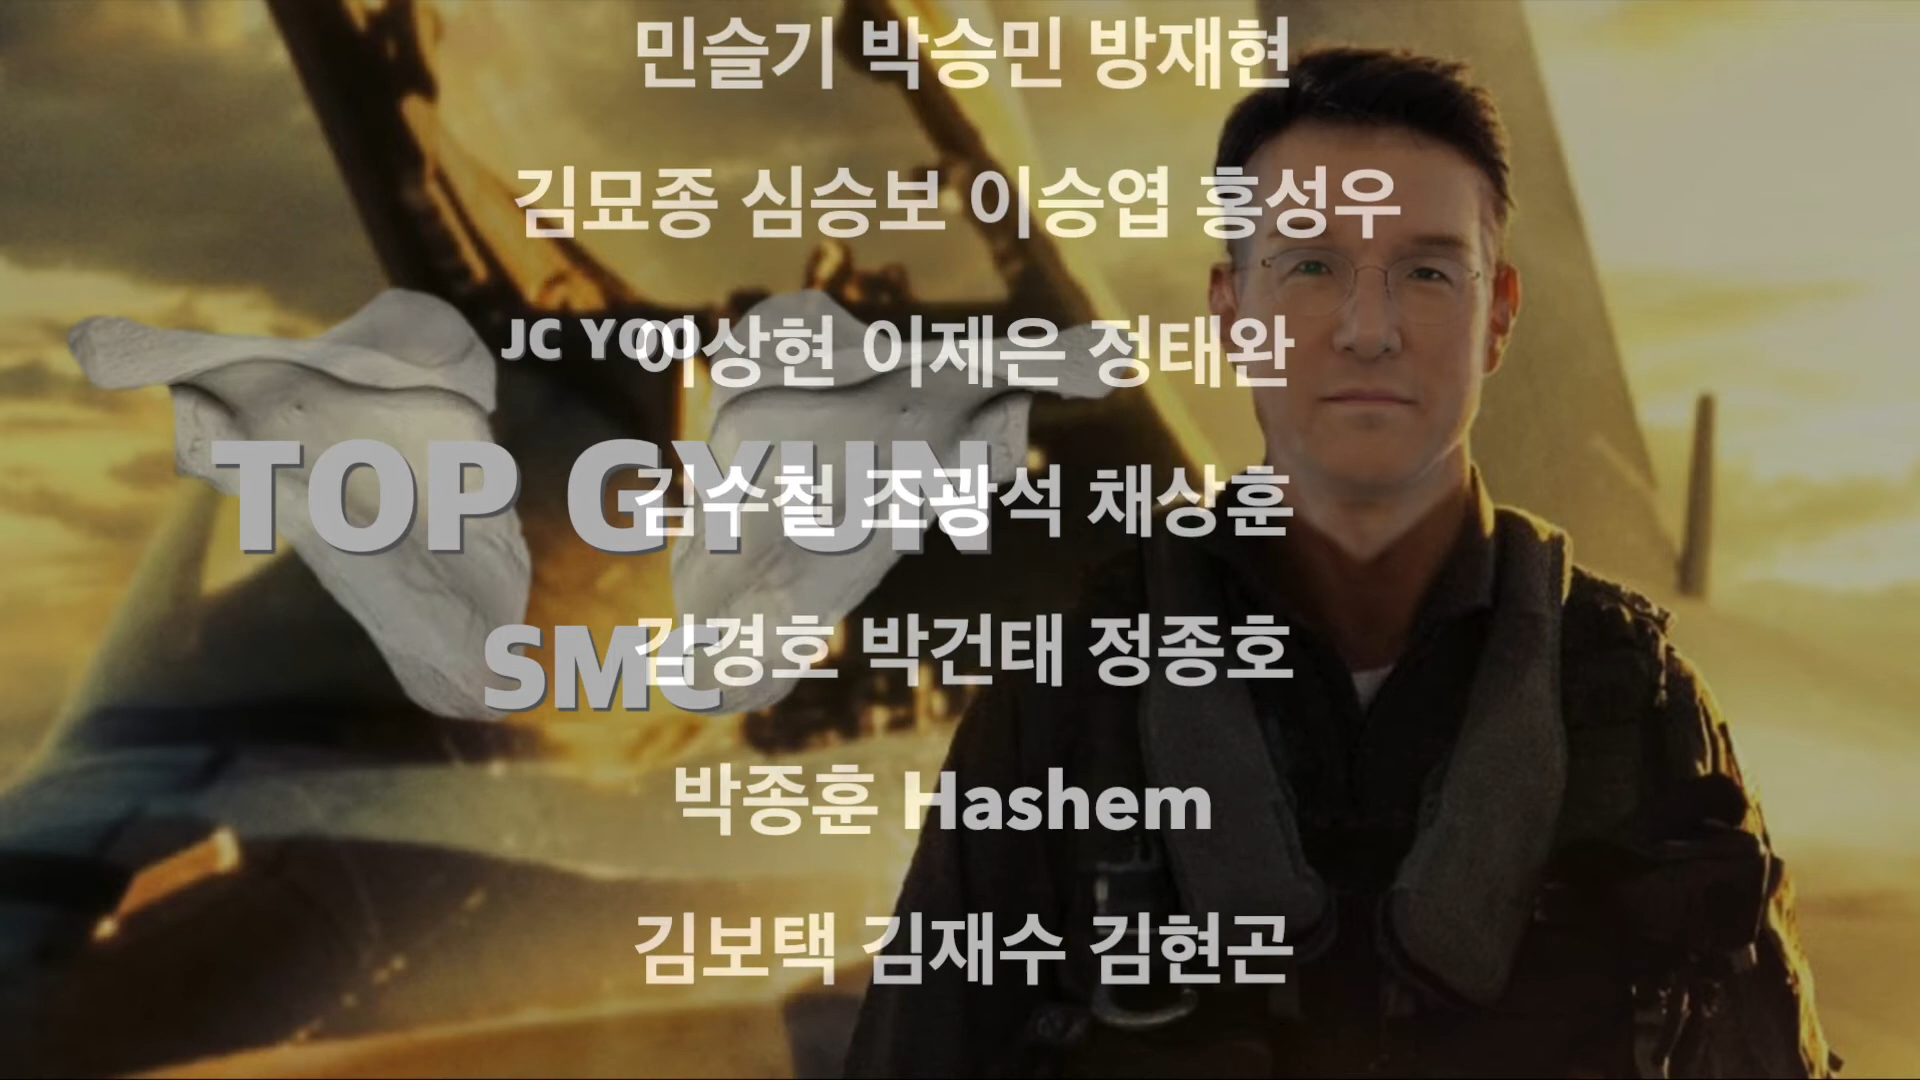 민슬기 박승민 방재현
김묘종 심승보 이승엽 홍성우
JC YOO
이상현 이제은 정태완
TOP GYUN
김수철 조광석 채상훈
SMC
김경호 박건태 정종호
박종훈 Hashem
김보택 김재수 김현곤